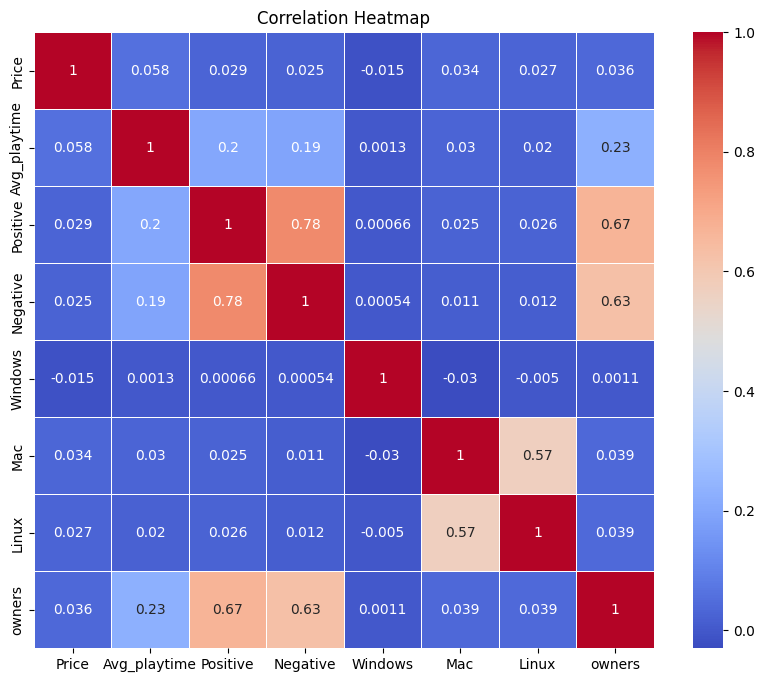 Correlation Heatmap
Price 1 0.058 0.029 0.025 -0.015 0.034 0.027 0.036
Avg_playtime 0.058 1 0.2 0.19 0.0013 0.03 0.02 0.23
Positive 0.029 0.2 1 0.78 0.00066 0.025 0.026 0.67
Negative 0.025 0.19 0.78 1 0.00054 0.011 0.012 0.63
Windows -0.015 0.0013 0.00066 0.00054 1 -0.03 -0.005 0.0011
Mac 0.034 0.03 0.025 0.011 -0.03 1 0.57 0.039
Linux 0.027 0.02 0.026 0.012 -0.005 0.57 1 0.039
owners 0.036 0.23 0.67 0.63 0.0011 0.039 0.039 1
Price Avg_playtime Positive Negative Windows Mac Linux owners
1.0
0.8
0.6
0.4
0.2
0.0